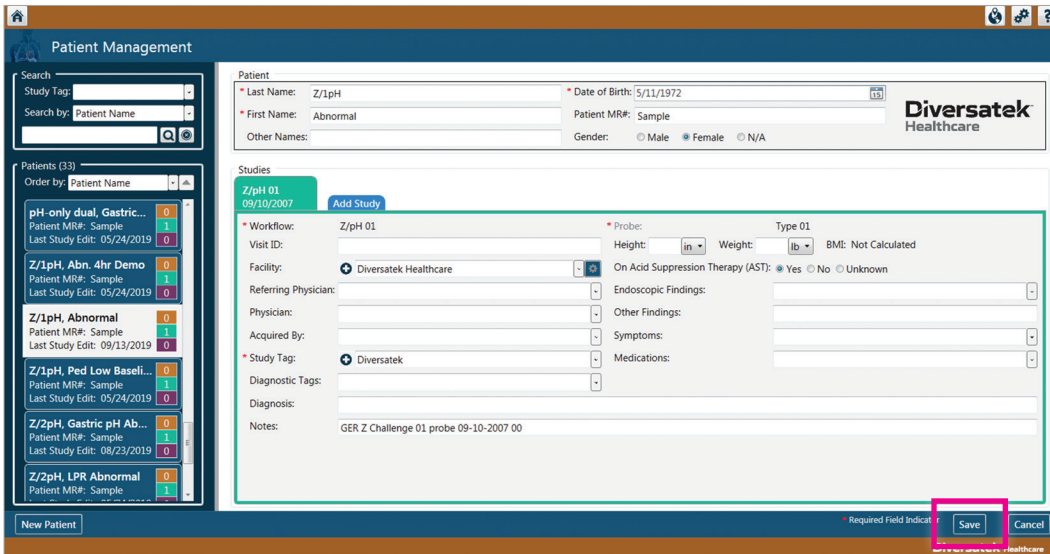 ?
Patient Management
Search
Study Tag:
Search by: Patient Name
Patients (33)
Order by: Patient Name
pH-only dual, Gastric... 0
Patient MR#: Sample 1
Last Study Edit: 05/24/2019 0
Z/1pH, Abn. 4hr Demo 0
Patient MR#: Sample 1
Last Study Edit: 05/24/2019 0
Z/1pH, Abnormal 0
Patient MR#: Sample 1
Last Study Edit: 09/13/2019 0
Z/1pH, Ped Low Baseli... 0
Patient MR#: Sample 1
Last Study Edit: 05/24/2019 0
Z/2pH, Gastric pH Ab... 0
Patient MR#: Sample 1
Last Study Edit: 08/23/2019 0
Z/2pH, LPR Abnormal 0
Patient MR#: Sample 1
New Patient
Patient
* Last Name: Z/1pH * Date of Birth: 5/11/1972 15
* First Name: Abnormal Patient MR#: Sample
Other Names: Gender: Male Female N/A
Diversatek
Healthcare
Studies
Z/pH 01
09/10/2007 Add Study
* Workflow: Z/pH 01 * Probe: Type 01
Visit ID: Height: in Weight: lb BMI: Not Calculated
Facility: Diversatek Healthcare On Acid Suppression Therapy (AST): Yes No Unknown
Referring Physician: Endoscopic Findings:
Physician: Other Findings:
Acquired By: Symptoms:
* Study Tag: Diversatek Medications:
Diagnostic Tags:
Diagnosis:
Notes: GER Z Challenge 01 probe 09-10-2007 00
* Required Field Indicator Save Cancel
Diversatek Healthcare